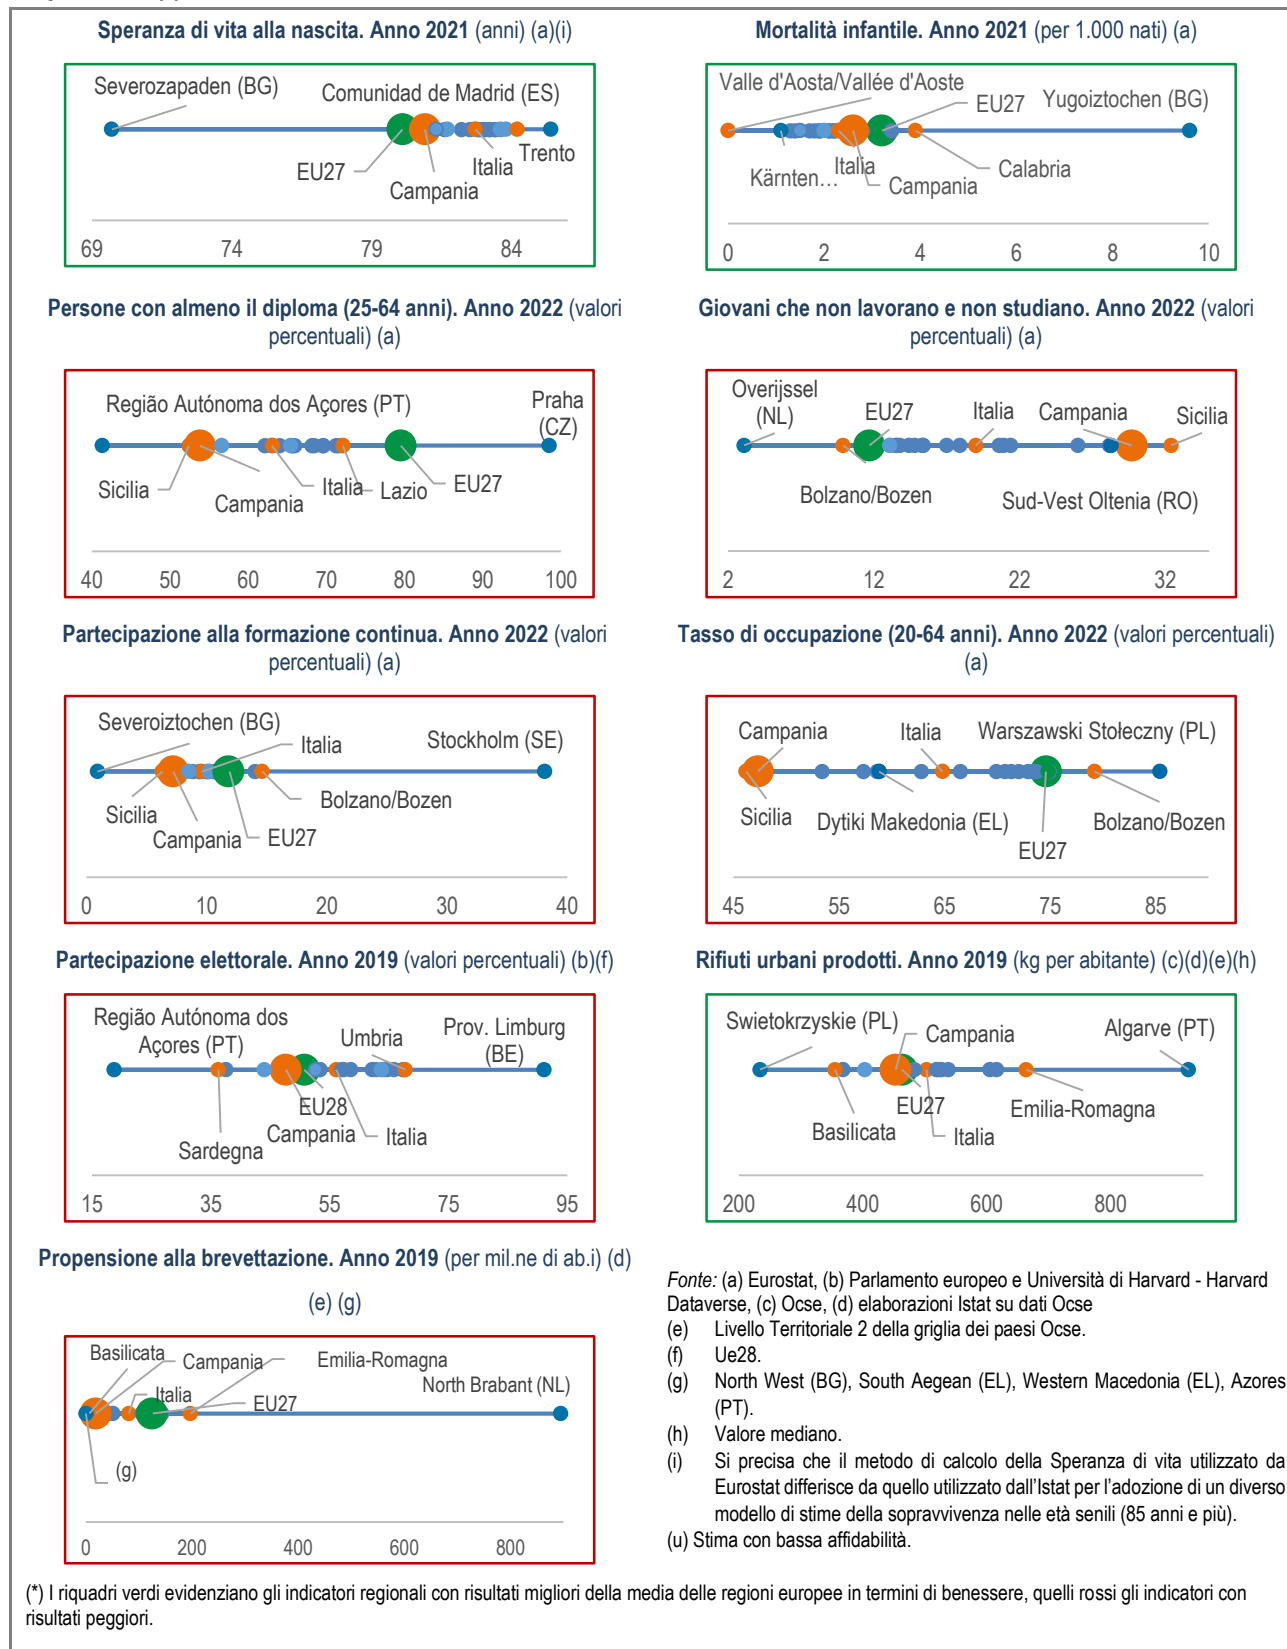 Speranza di vita alla nascita. Anno 2021 (anni) (a)(i)
Severozapaden (BG)
Comunidad de Madrid (ES)
EU27
Campania
Italia
Trento
69 74 79 84
Mortalità infantile. Anno 2021 (per 1.000 nati) (a)
Valle d'Aosta/Vallée d'Aoste
EU27
Yugoiztochen (BG)
Kärnten…
Italia
Campania
Calabria
0 2 4 6 8 10
Persone con almeno il diploma (25-64 anni). Anno 2022 (valori
percentuali) (a)
Região Autónoma dos Açores (PT)
Praha
(CZ)
Sicilia
Campania
Italia
Lazio
EU27
40 50 60 70 80 90 100
Giovani che non lavorano e non studiano. Anno 2022 (valori
percentuali) (a)
Overijssel
(NL)
EU27
Italia
Campania
Sicilia
Bolzano/Bozen
Sud-Vest Oltenia (RO)
2 12 22 32
Partecipazione alla formazione continua. Anno 2022 (valori
percentuali) (a)
Severoiztochen (BG)
Italia
Stockholm (SE)
Sicilia
Campania
EU27
Bolzano/Bozen
0 10 20 30 40
Tasso di occupazione (20-64 anni). Anno 2022 (valori percentuali)
(a)
Campania
Italia
Warszawski Stołeczny (PL)
Sicilia
Dytiki Makedonia (EL)
EU27
Bolzano/Bozen
45 55 65 75 85
Partecipazione elettorale. Anno 2019 (valori percentuali) (b)(f)
Região Autónoma dos
Açores (PT)
Umbria
Prov. Limburg
(BE)
EU28
Campania
Italia
Sardegna
15 35 55 75 95
Rifiuti urbani prodotti. Anno 2019 (kg per abitante) (c)(d)(e)(h)
Swietokrzyskie (PL)
Campania
Algarve (PT)
EU27
Basilicata
Italia
Emilia-Romagna
200 400 600 800
Propensione alla brevettazione. Anno 2019 (per mil.ne di ab.i) (d)
(e) (g)
Basilicata
Campania
Emilia-Romagna
North Brabant (NL)
Italia
EU27
(g)
0 200 400 600 800
Fonte: (a) Eurostat, (b) Parlamento europeo e Università di Harvard - Harvard
Dataverse, (c) Ocse, (d) elaborazioni Istat su dati Ocse
(e) Livello Territoriale 2 della griglia dei paesi Ocse.
(f) Ue28.
(g) North West (BG), South Aegean (EL), Western Macedonia (EL), Azores
(PT).
(h) Valore mediano.
(i) Si precisa che il metodo di calcolo della Speranza di vita utilizzato da
Eurostat differisce da quello utilizzato dall'Istat per l'adozione di un diverso
modello di stime della sopravvivenza nelle età senili (85 anni e più).
(u) Stima con bassa affidabilità.
(*) I riquadri verdi evidenziano gli indicatori regionali con risultati migliori della media delle regioni europee in termini di benessere, quelli rossi gli indicatori con
risultati peggiori.